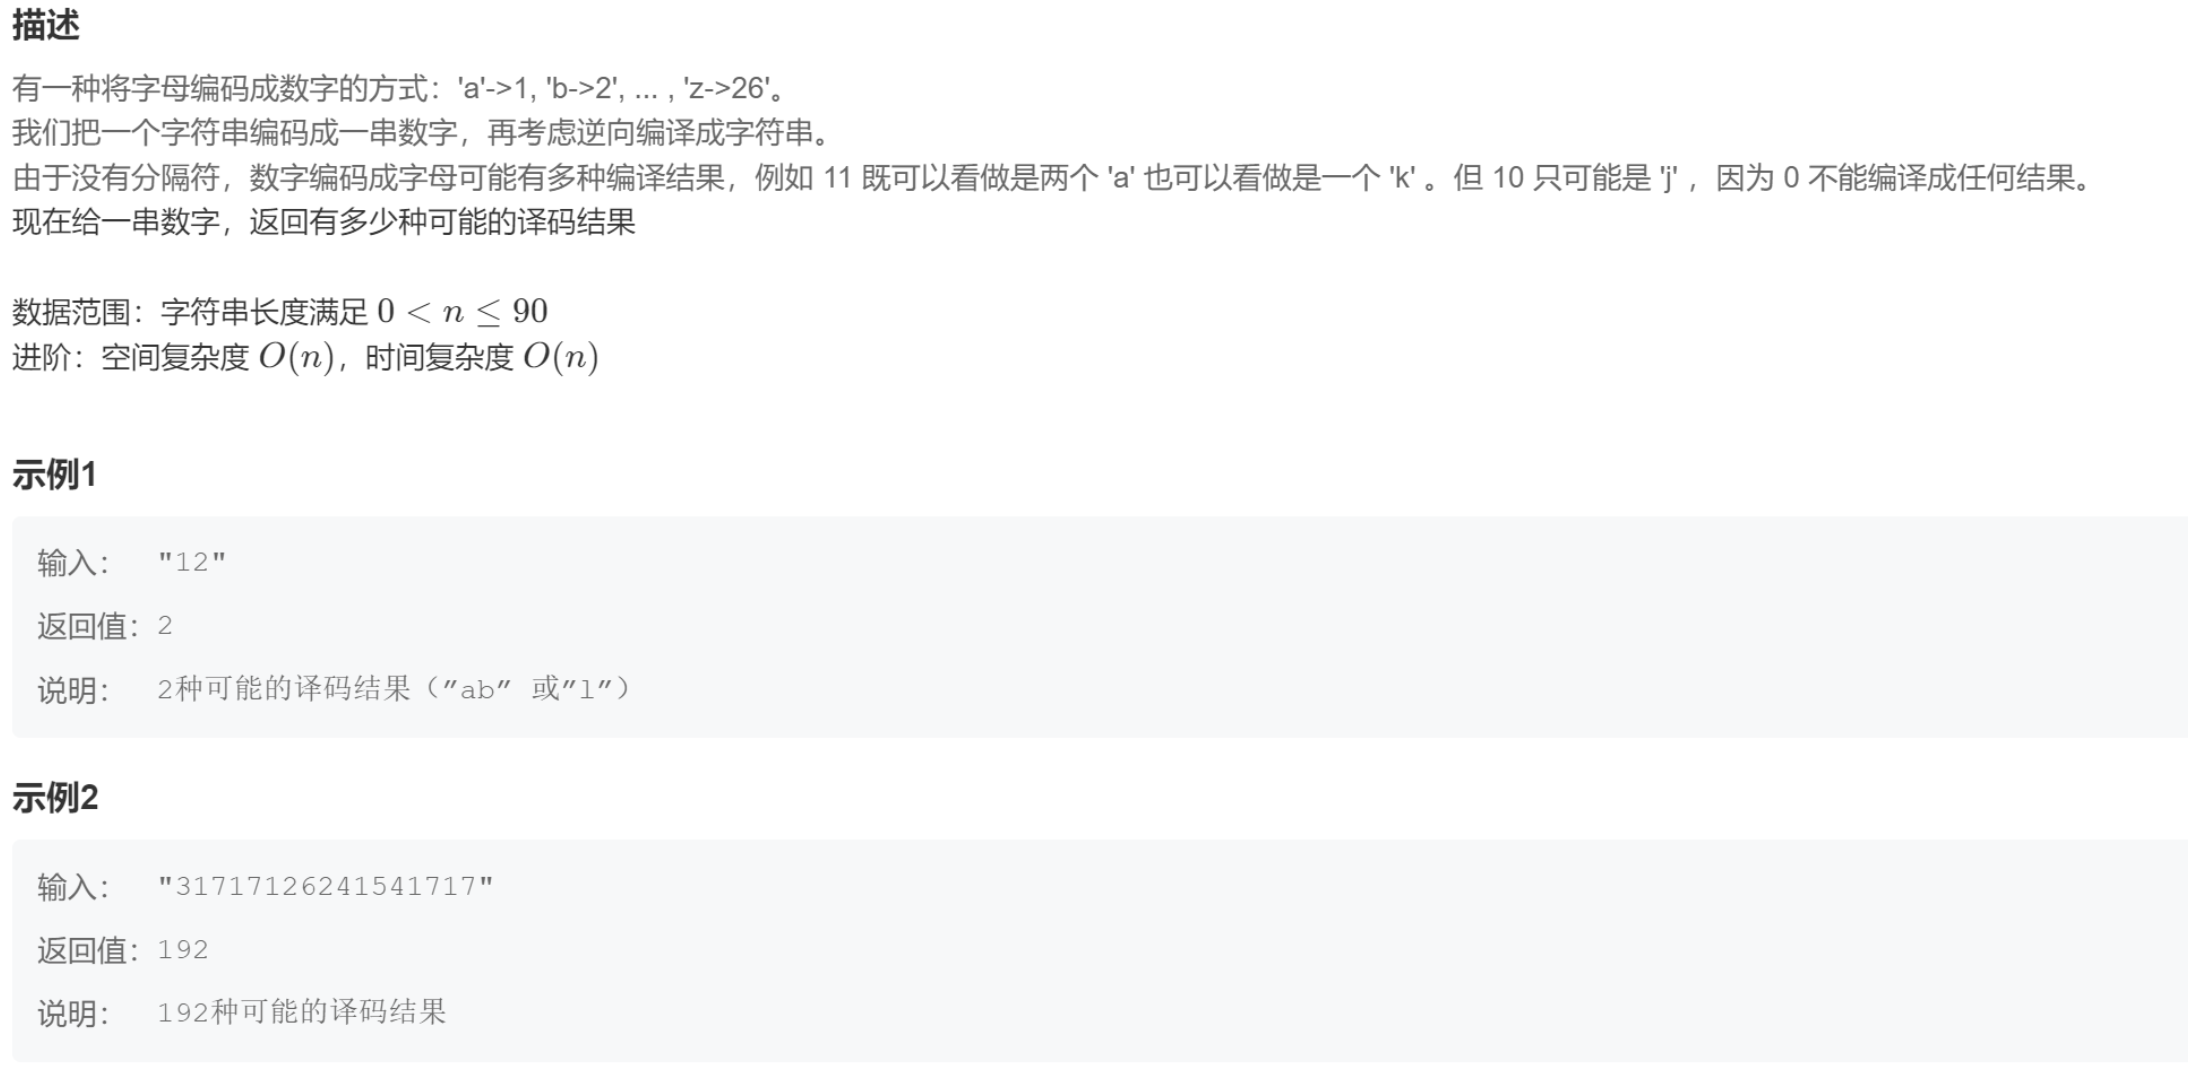 描述
有一种将字母编码成数字的方式：'a'->1, 'b->2', ... , 'z->26'。
我们把一个字符串编码成一串数字，再考虑逆向编译成字符串。
由于没有分隔符，数字编码成字母可能有多种编译结果，例如 11 既可以看做是两个 'a' 也可以看做是一个 'k' 。但 10 只可能是 'j' ，因为 0 不能编译成任何结果。
现在给一串数字，返回有多少种可能的译码结果
数据范围：字符串长度满足 0 < n ≤ 90
进阶：空间复杂度 O(n)，时间复杂度 O(n)
示例1
输入： "12"
返回值：2
说明： 2种可能的译码结果（”ab” 或”l”）
示例2
输入： "31717126241541717"
返回值：192
说明： 192种可能的译码结果